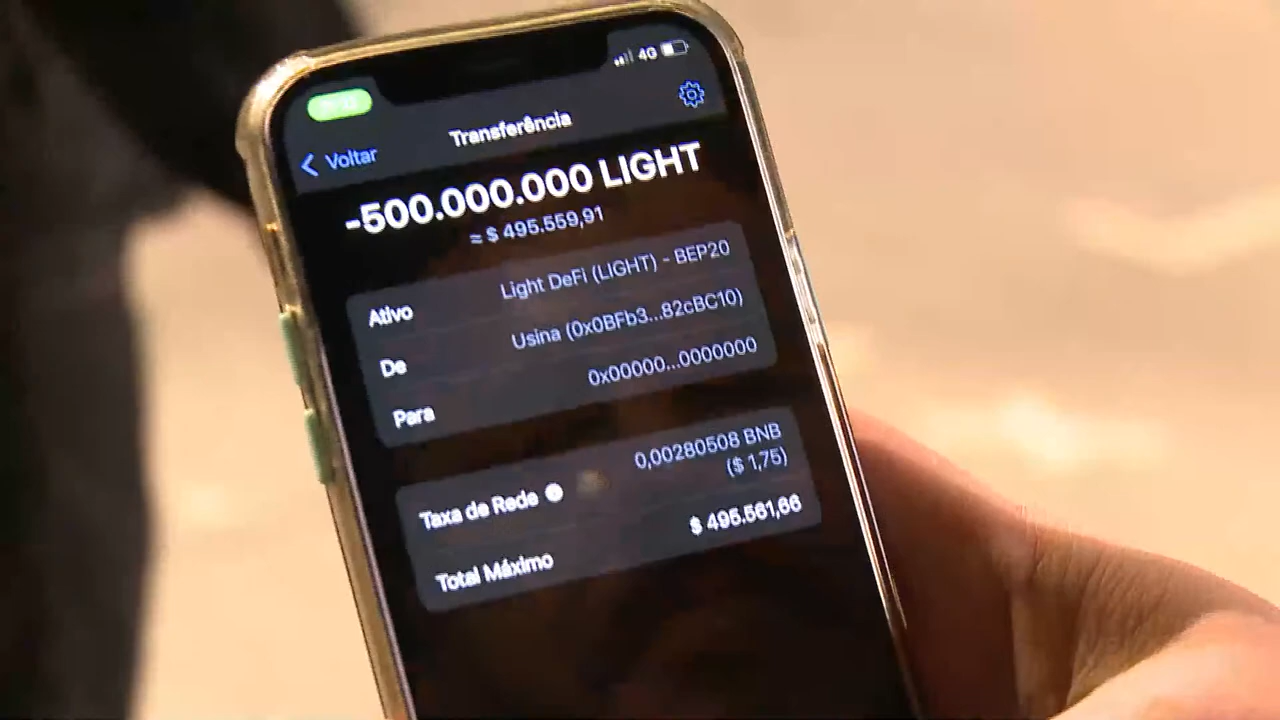 4G
Transferência
Voltar
-500.000.000 LIGHT
≈ $ 495.559,91
Ativo Light DeFi (LIGHT) - BEP20
De Usina (0x0BFb3...82cBC10)
Para 0x00000...0000000
Taxa de Rede 0,00280508 BNB
($ 1,75)
Total Máximo $ 495.561,66